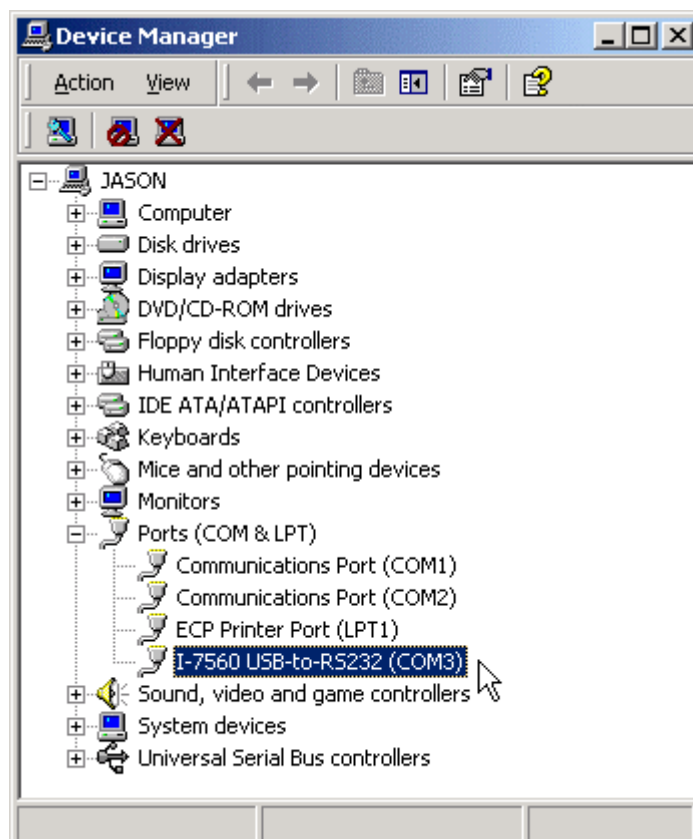 Device Manager
Action View
JASON
Computer
Disk drives
Display adapters
DVD/CD-ROM drives
Floppy disk controllers
Human Interface Devices
IDE ATA/ATAPI controllers
Keyboards
Mice and other pointing devices
Monitors
Ports (COM & LPT)
Communications Port (COM1)
Communications Port (COM2)
ECP Printer Port (LPT1)
I-7560 USB-to-RS232 (COM3)
Sound, video and game controllers
System devices
Universal Serial Bus controllers